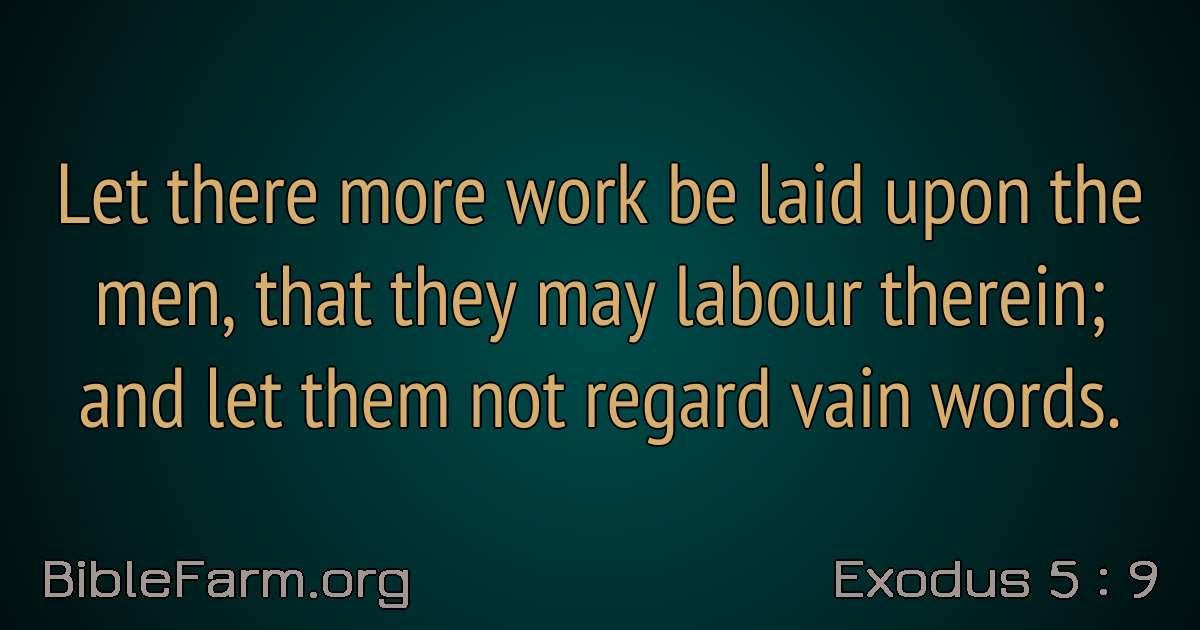 Let there more work be laid upon the
men, that they may labour therein;
and let them not regard vain words.
BibleFarm.org
Exodus 5 : 9